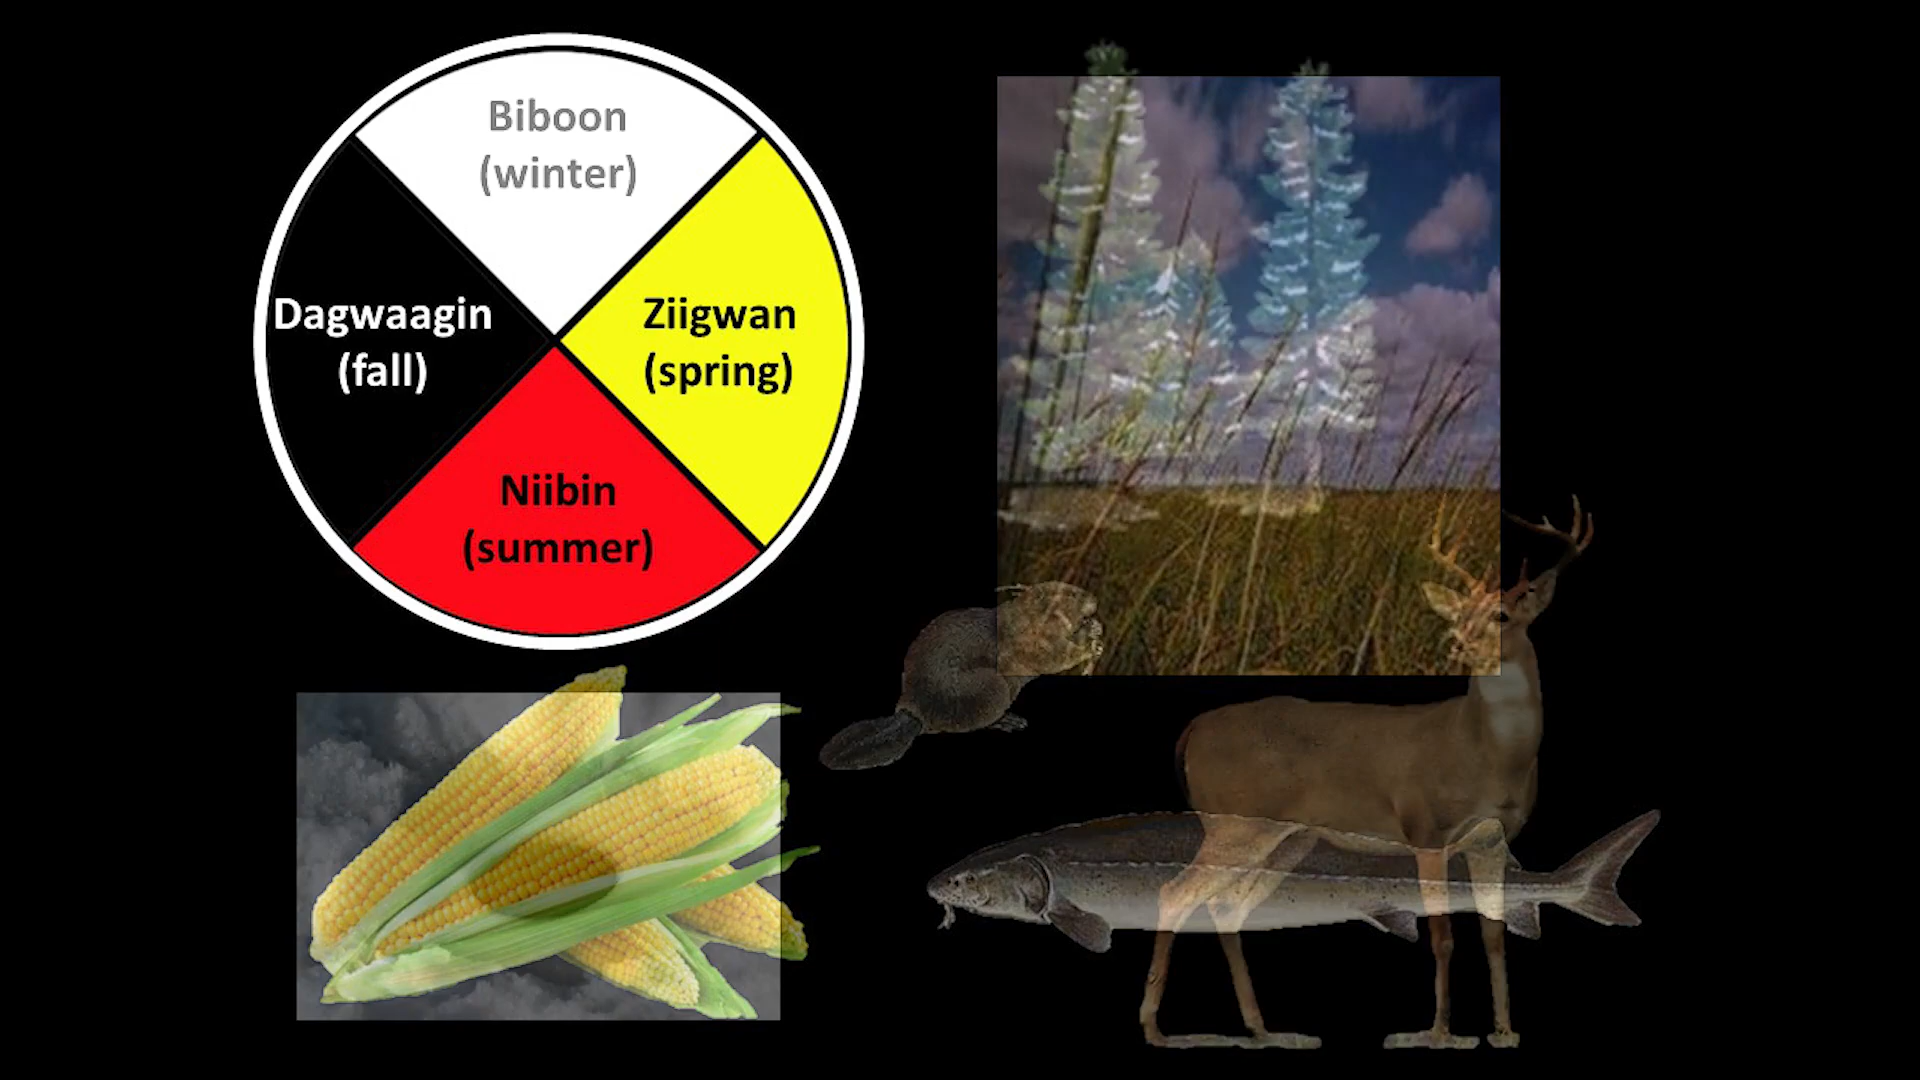 Biboon
(winter)
Dagwaagin
(fall)
Ziigwan
(spring)
Niibin
(summer)